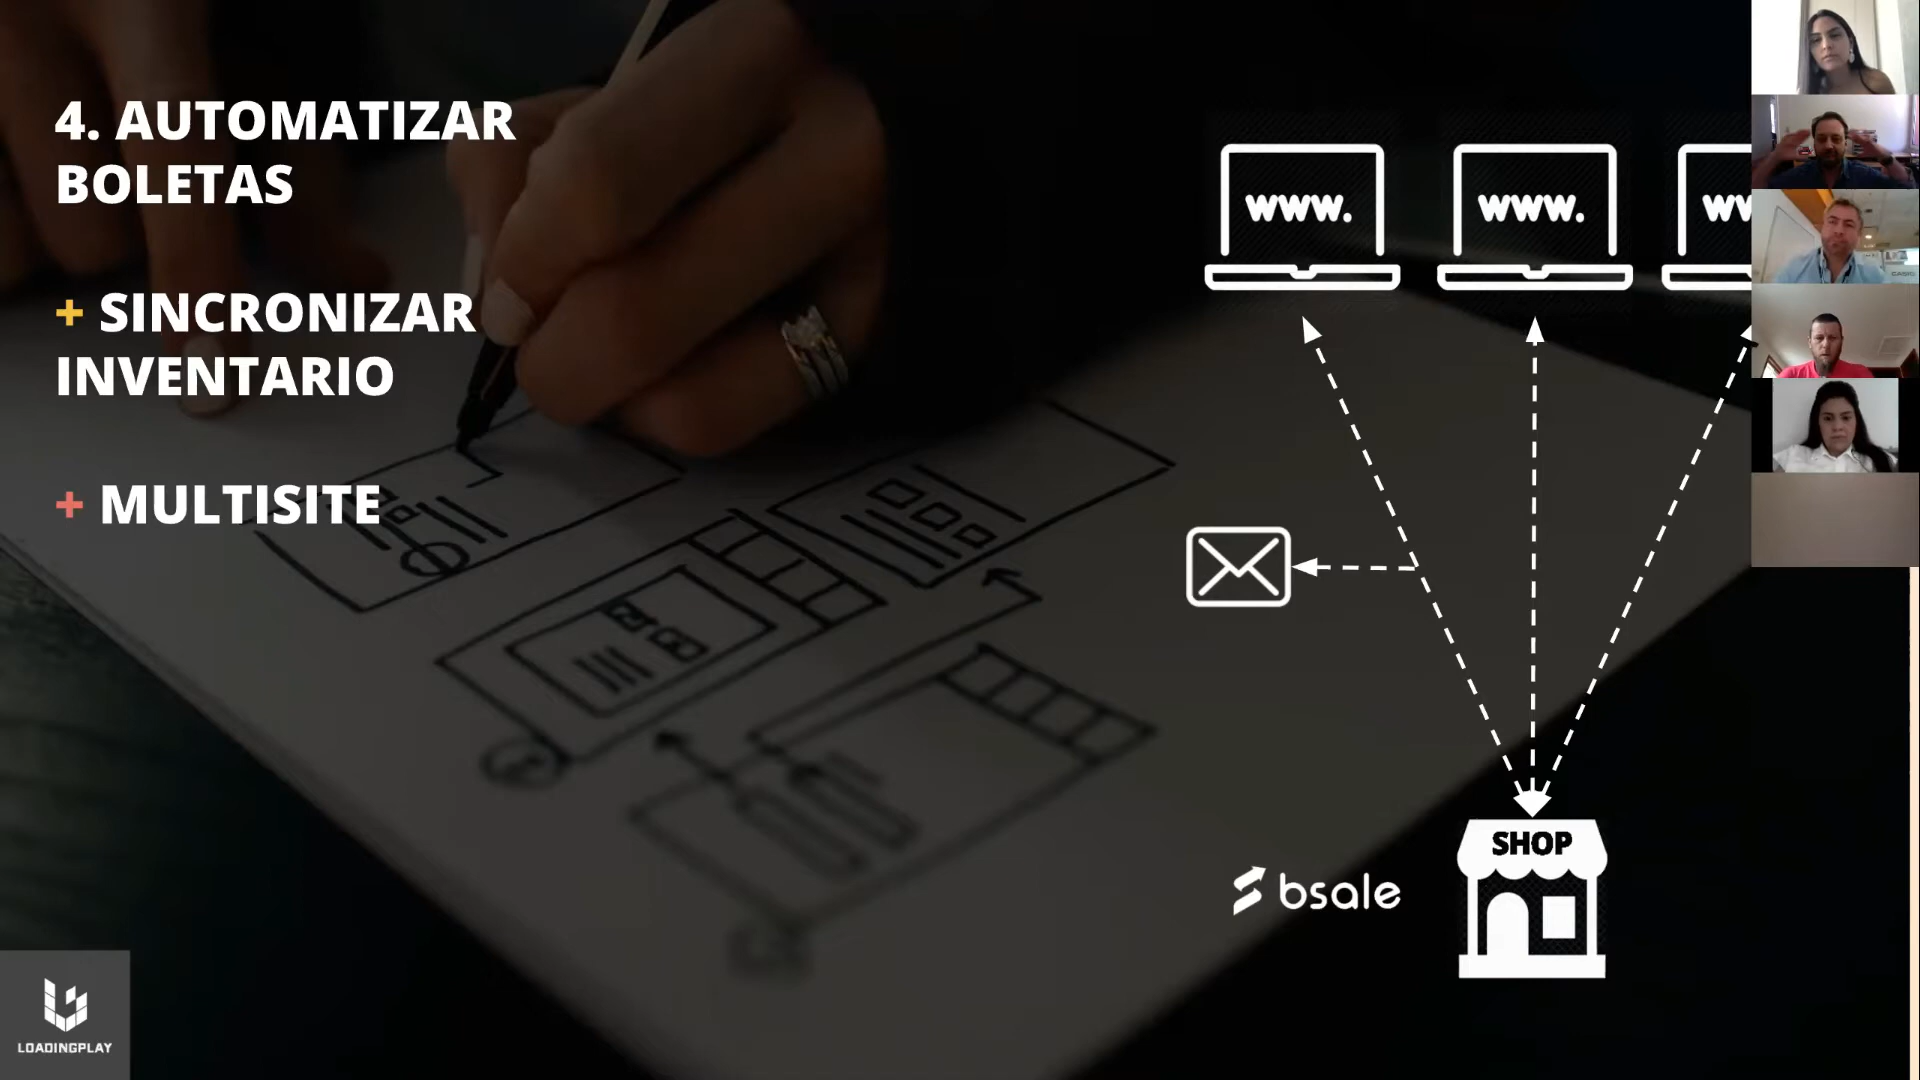 4. AUTOMATIZAR
BOLETAS
+ SINCRONIZAR
INVENTARIO
+ MULTISITE
www.
www.
SHOP
bsale
LOADINGPLAY